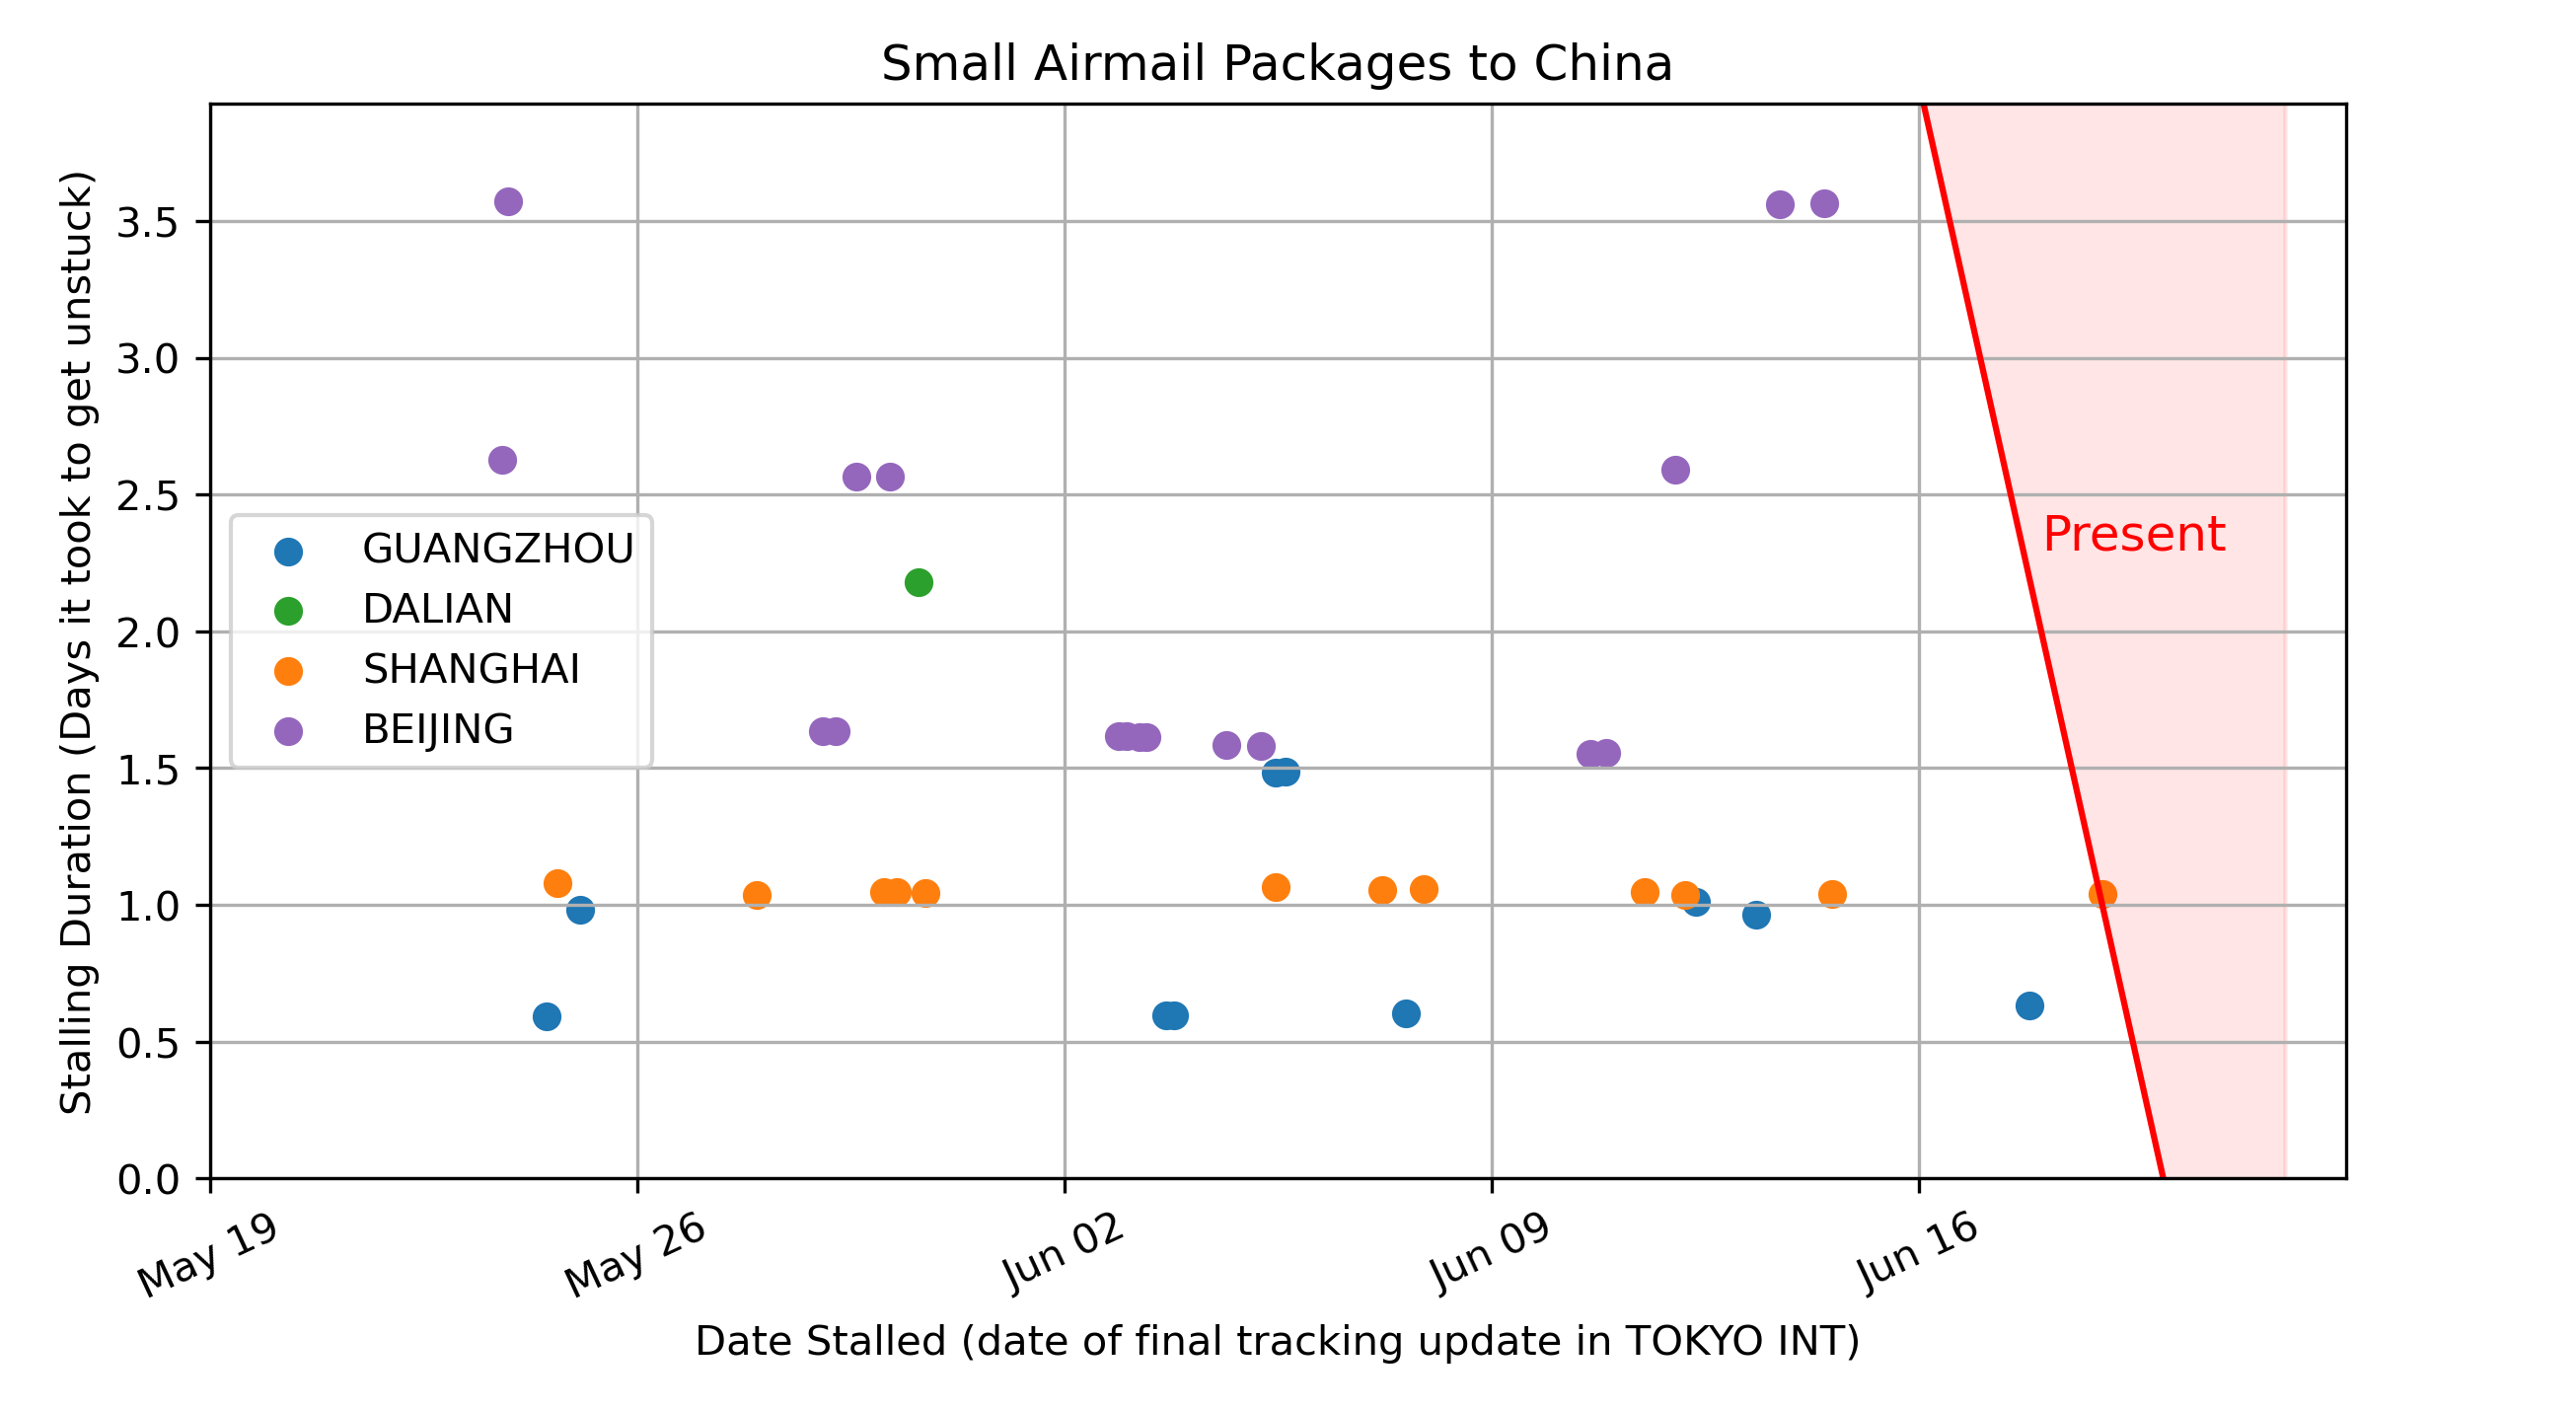 Small Airmail Packages to China
Stalling Duration (Days it took to get unstuck)
3.5
3.0
2.5
2.0
1.5
1.0
0.5
0.0
GUANGZHOU
DALIAN
SHANGHAI
BEIJING
Present
May 19
May 26
Jun 02
Jun 09
Jun 16
Date Stalled (date of final tracking update in TOKYO INT)